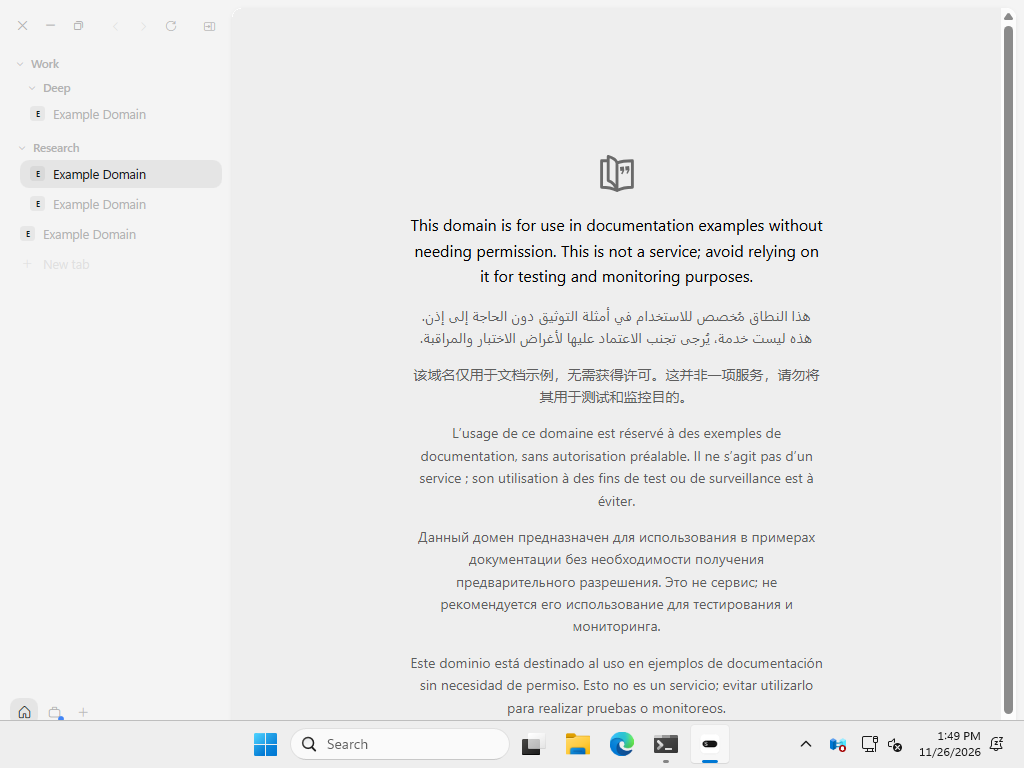 Work
Deep
E Example Domain
Research
E Example Domain
E Example Domain
E Example Domain
+ New tab
This domain is for use in documentation examples without
needing permission. This is not a service; avoid relying on
it for testing and monitoring purposes.
هذا النطاق مُخصص للاستخدام في أمثلة التوثيق دون الحاجة إلى إذن.
هذه ليست خدمة، يُرجى تجنب الاعتماد عليها لأغراض الاختبار والمراقبة.
该域名仅用于文档示例，无需获得许可。这并非一项服务，请勿将
其用于测试和监控目的。
L’usage de ce domaine est réservé à des exemples de
documentation, sans autorisation préalable. Il ne s’agit pas d’un
service ; son utilisation à des fins de test ou de surveillance est à
éviter.
Данный домен предназначен для использования в примерах
документации без необходимости получения
предварительного разрешения. Это не сервис; не
рекомендуется его использование для тестирования и
мониторинга.
Este dominio está destinado al uso en ejemplos de documentación
sin necesidad de permiso. Esto no es un servicio; evitar utilizarlo
para realizar pruebas o monitoreos.
Search
1:49 PM
11/26/2026